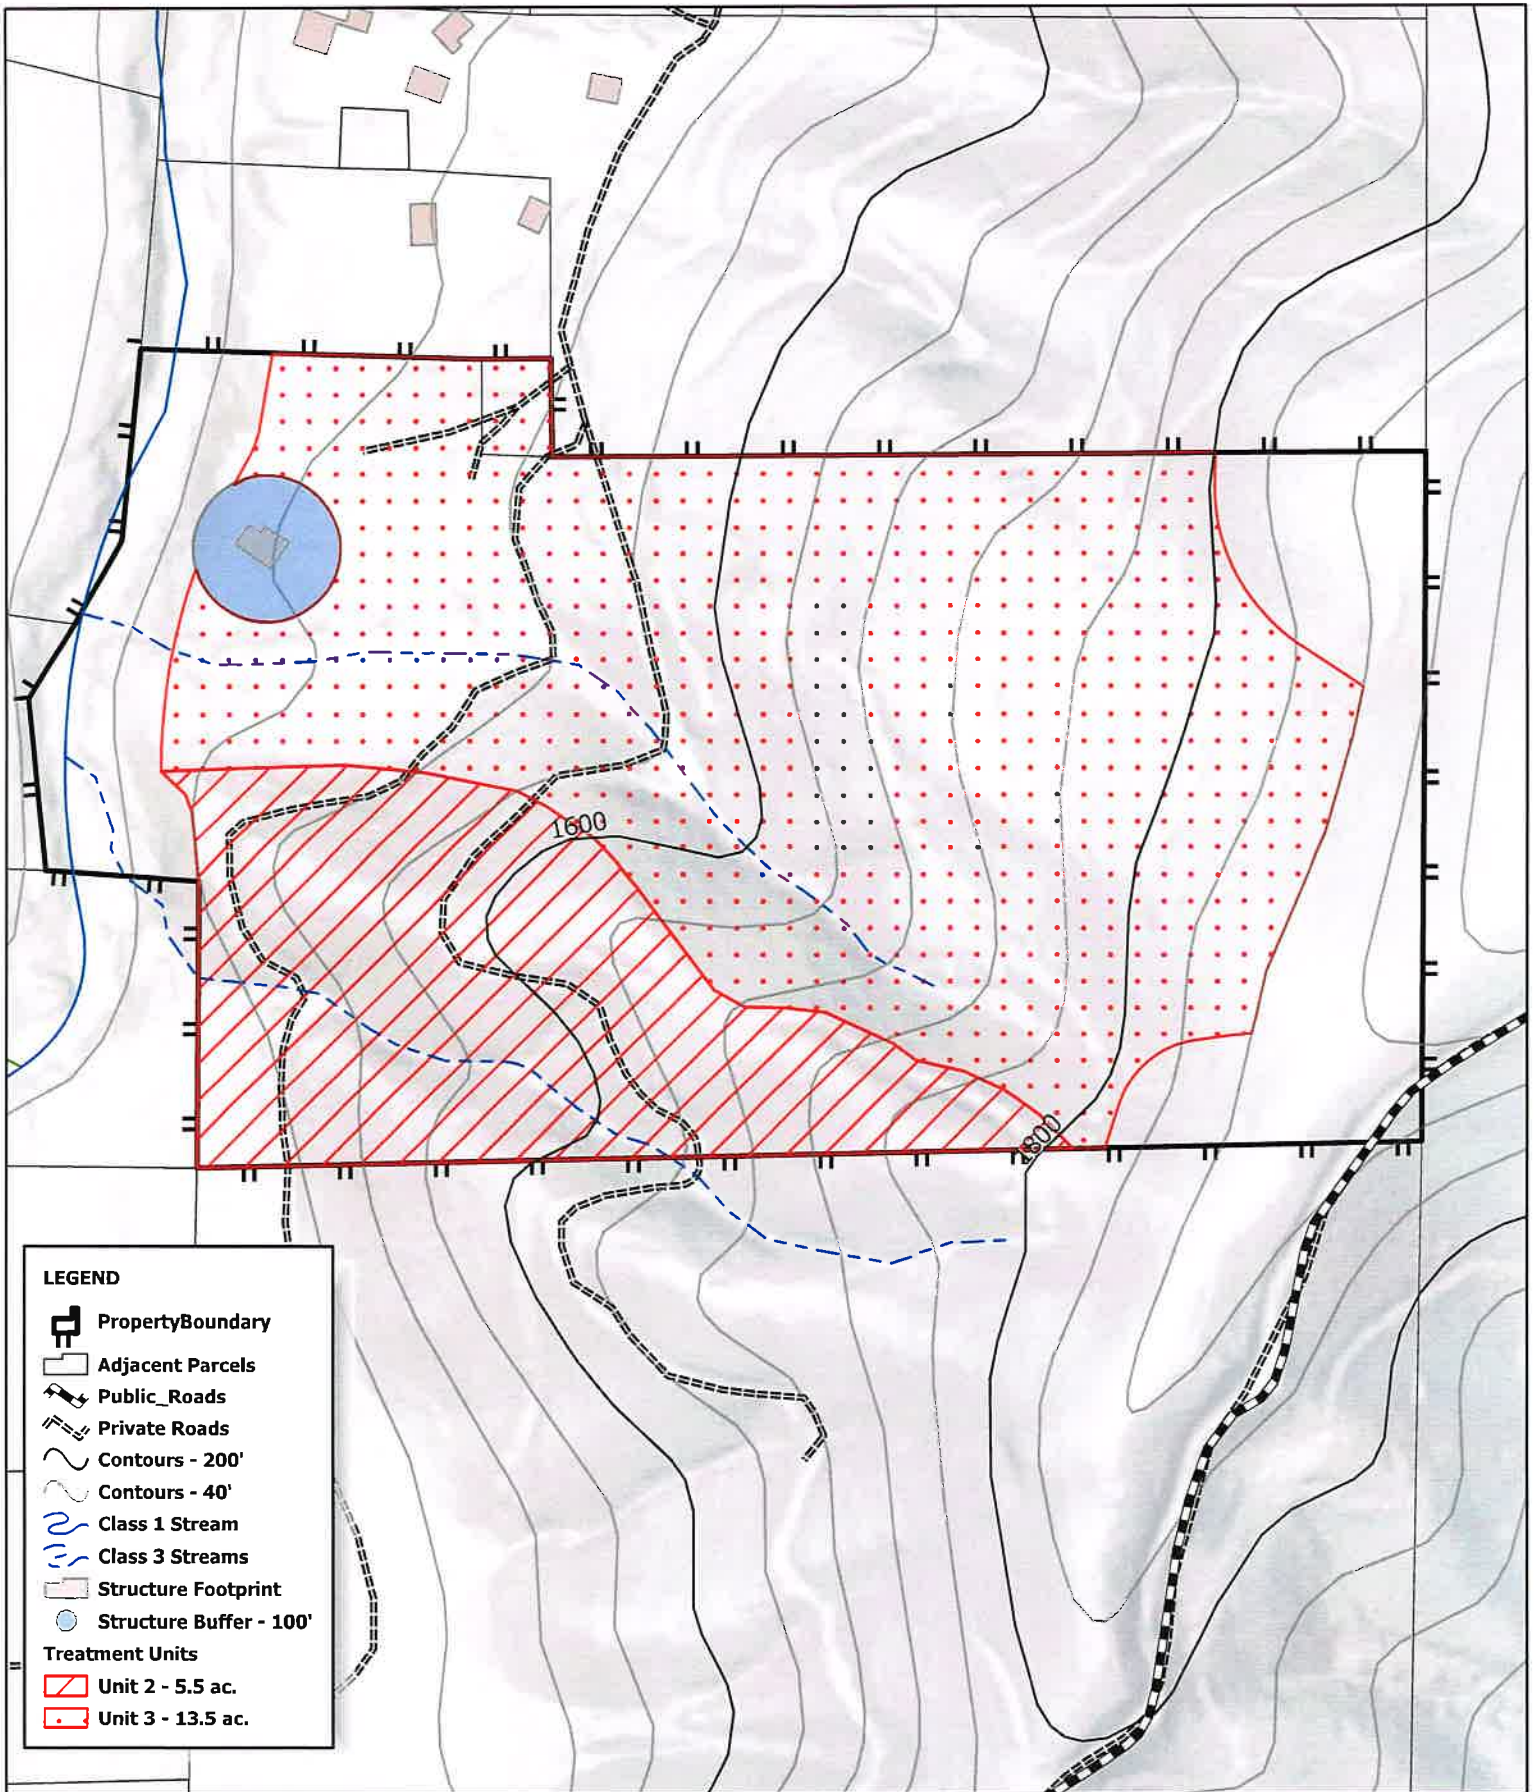 1600
1800
LEGEND
PropertyBoundary
Adjacent Parcels
Public_Roads
Private Roads
Contours - 200'
Contours - 40'
Class 1 Stream
Class 3 Streams
Structure Footprint
Structure Buffer - 100'
Treatment Units
Unit 2 - 5.5 ac.
Unit 3 - 13.5 ac.